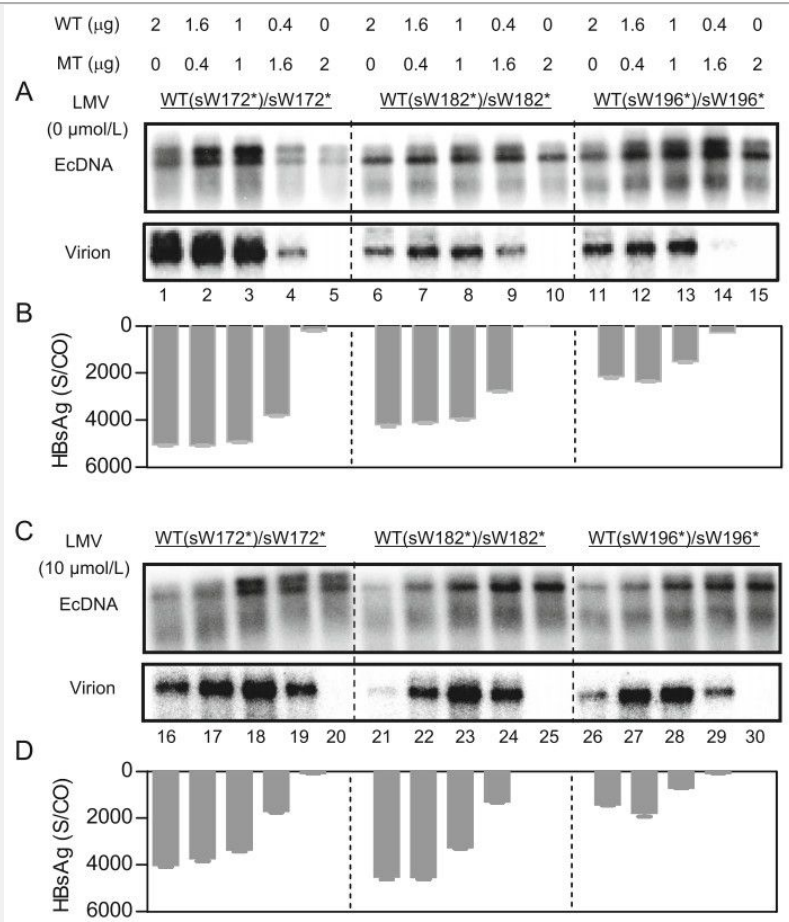 WT (μg) 2 1.6 1 0.4 0 2 1.6 1 0.4 0 2 1.6 1 0.4 0
MT (μg) 0 0.4 1 1.6 2 0 0.4 1 1.6 2 0 0.4 1 1.6 2
A
LMV WT(sW172*)/sW172* WT(sW182*)/sW182* WT(sW196*)/sW196*
(0 μmol/L)
EcDNA
Virion
1 2 3 4 5 6 7 8 9 10 11 12 13 14 15
B
HBsAg (S/CO)
0
2000
4000
6000
C
LMV WT(sW172*)/sW172* WT(sW182*)/sW182* WT(sW196*)/sW196*
(10 μmol/L)
EcDNA
Virion
16 17 18 19 20 21 22 23 24 25 26 27 28 29 30
D
HBsAg (S/CO)
0
2000
4000
6000